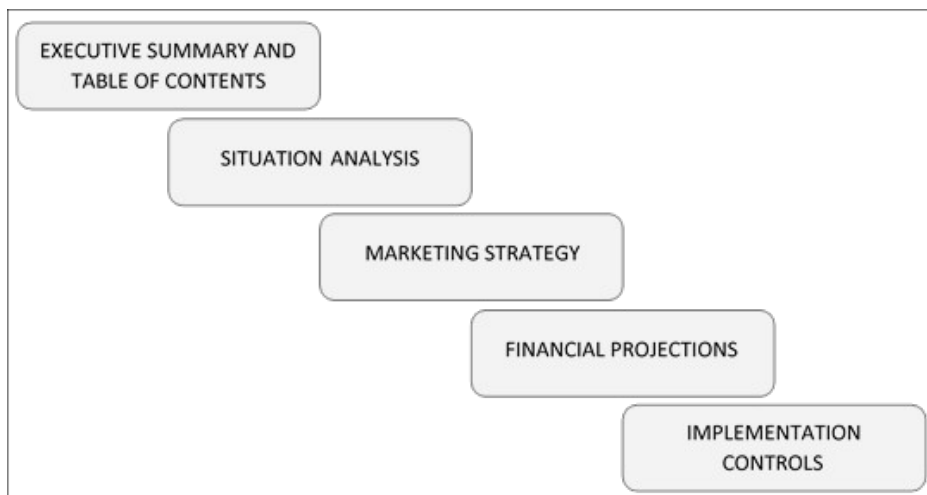 EXECUTIVE SUMMARY AND
TABLE OF CONTENTS
SITUATION ANALYSIS
MARKETING STRATEGY
FINANCIAL PROJECTIONS
IMPLEMENTATION
CONTROLS